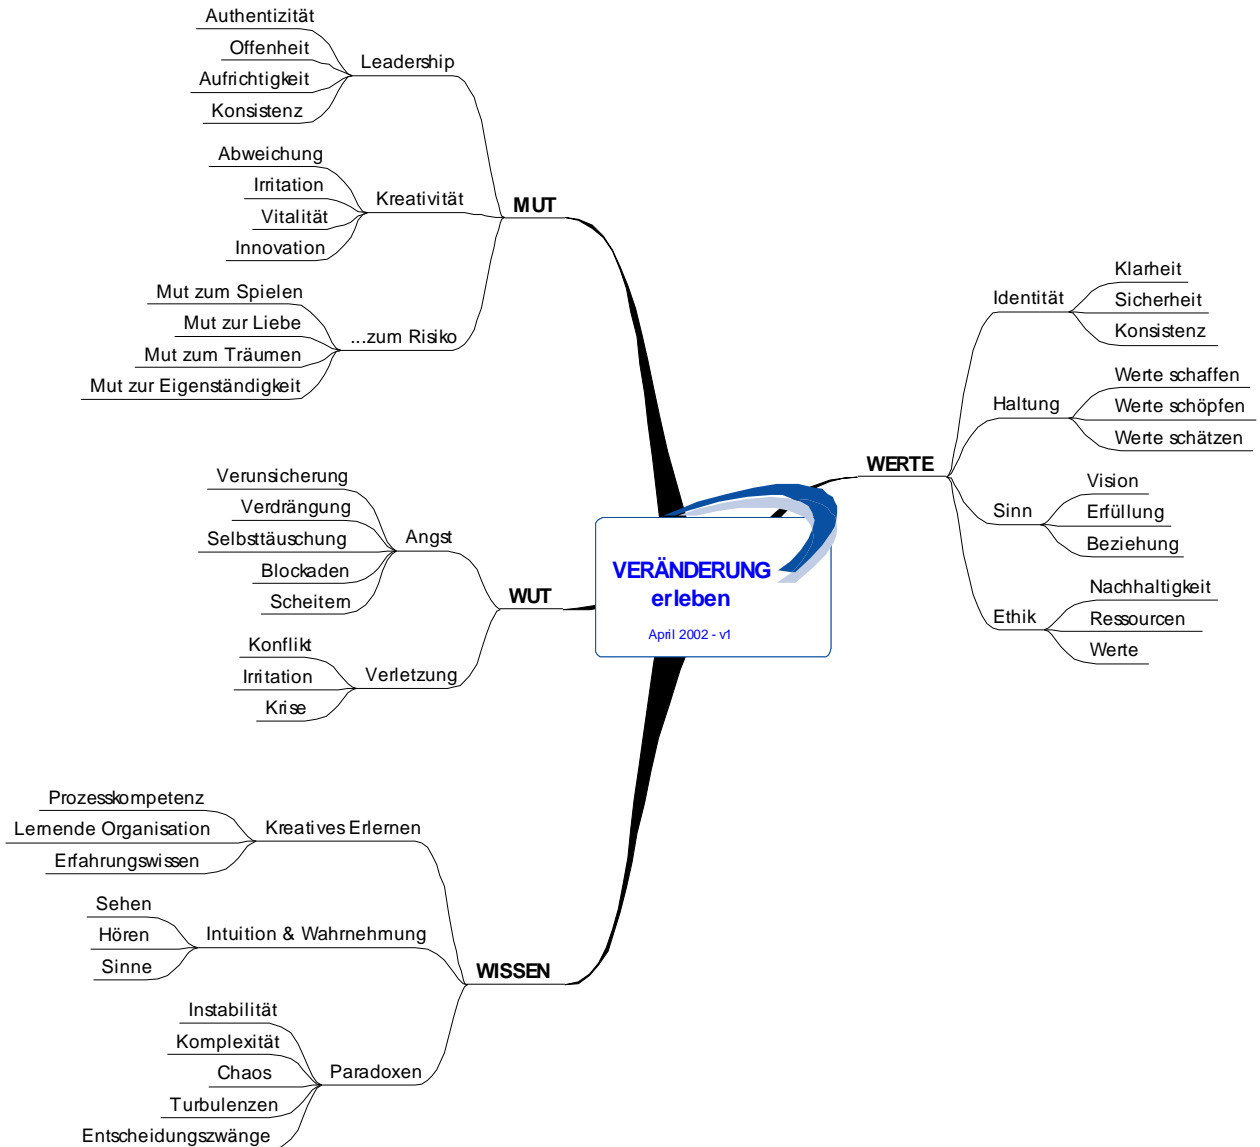 Authentizität
Offenheit
Aufrichtigkeit
Konsistenz
Leadership
Abweichung
Irritation
Vitalität
Innovation
Kreativität
Mut zum Spielen
Mut zur Liebe
Mut zum Träumen
Mut zur Eigenständigkeit
...zum Risiko
MUT
Verunsicherung
Verdrängung
Selbsttäuschung
Blockaden
Scheitern
Angst
Konflikt
Irritation
Krise
Verletzung
WUT
Prozesskompetenz
Lernende Organisation
Erfahrungswissen
Kreatives Erlernen
Sehen
Hören
Sinne
Intuition & Wahrnehmung
Instabilität
Komplexität
Chaos
Turbulenzen
Entscheidungszwänge
Paradoxen
WISSEN
VERÄNDERUNG
erleben
April 2002 - v1
WERTE
Identität
Klarheit
Sicherheit
Konsistenz
Haltung
Werte schaffen
Werte schöpfen
Werte schätzen
Sinn
Vision
Erfüllung
Beziehung
Ethik
Nachhaltigkeit
Ressourcen
Werte